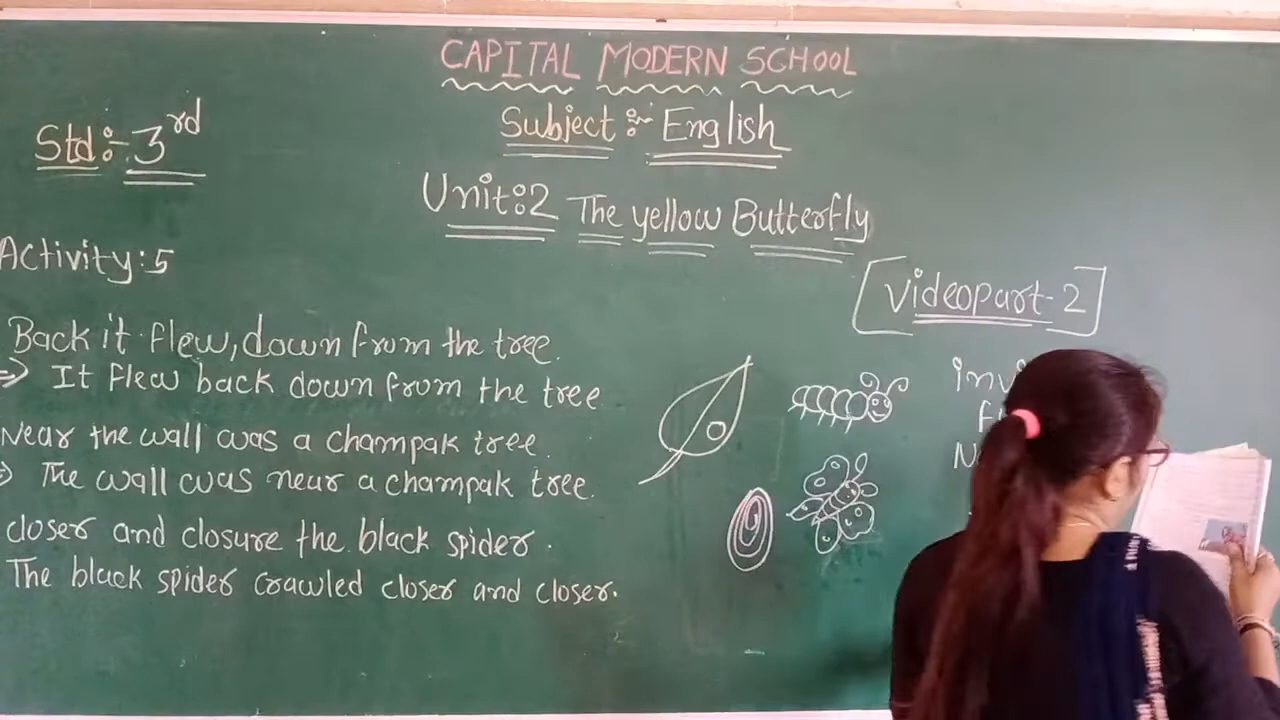 CAPITAL MODERN SCHOOL
Std:- 3rd
Subject :- English
Unit:2 The yellow Butterfly
Activity:5
[Videopart-2]
Back it flew, down from the tree.
=> It flew back down from the tree
Near the wall was a champak tree.
=> The wall was near a champak tree.
closer and closure the black spider.
The black spider crawled closer and closer.